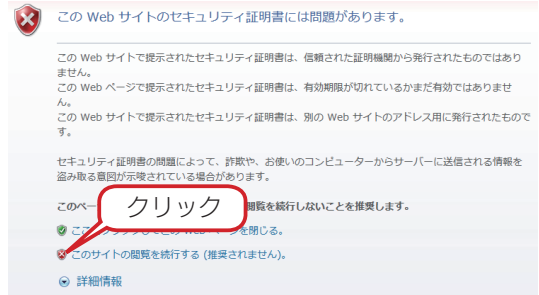 この Web サイトのセキュリティ証明書には問題があります。
この Web サイトで提示されたセキュリティ証明書は、信頼された証明機関から発行されたものではあり
ません。
この Web ページで提示されたセキュリティ証明書は、有効期限が切れているかまだ有効ではありませ
ん。
この Web サイトで提示されたセキュリティ証明書は、別の Web サイトのアドレス用に発行されたもので
す。
セキュリティ証明書の問題によって、詐欺や、お使いのコンピューターからサーバーに送信される情報を
盗み取る意図が示唆されている場合があります。
このペー 閲覧を続行しないことを推奨します。
クリック
ここ を閉じる。
このサイトの閲覧を続行する (推奨されません)。
詳細情報